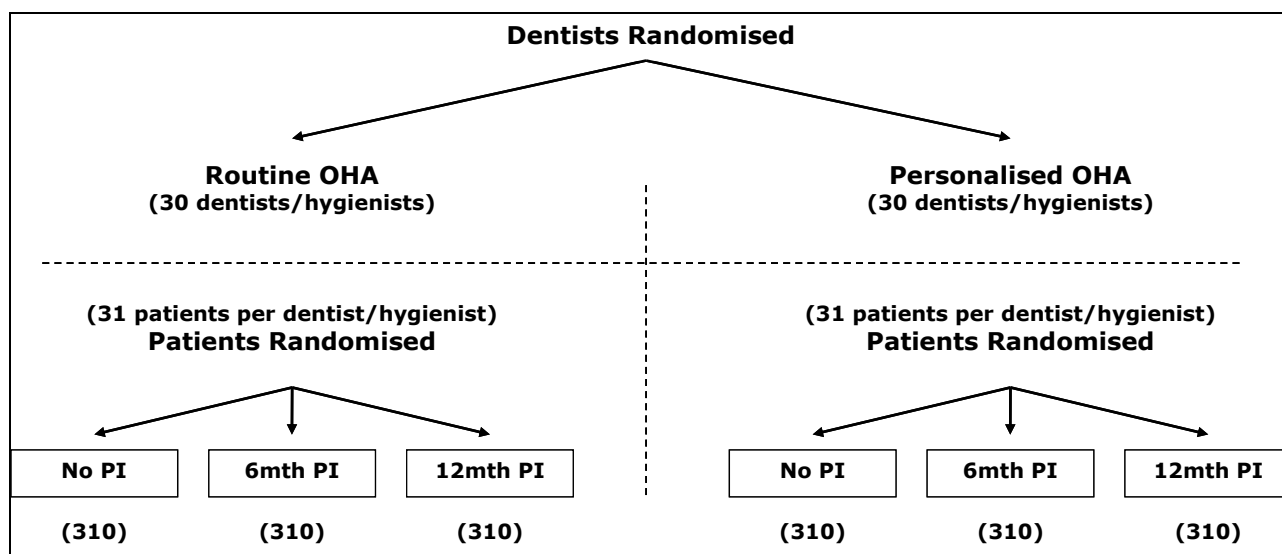 Dentists Randomised
Routine OHA
(30 dentists/hygienists)
Personalised OHA
(30 dentists/hygienists)
(31 patients per dentist/hygienist)
Patients Randomised
(31 patients per dentist/hygienist)
Patients Randomised
No PI
6mth PI
12mth PI
No PI
6mth PI
12mth PI
(310)
(310)
(310)
(310)
(310)
(310)